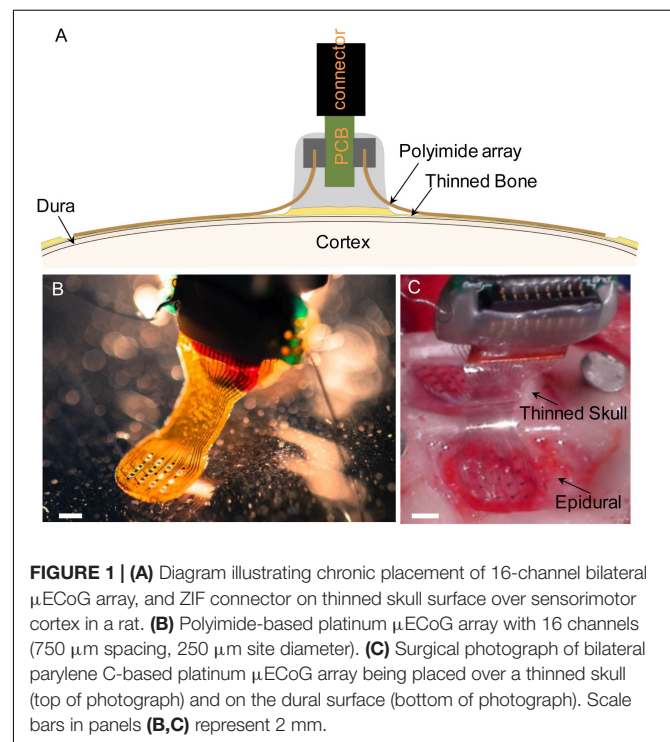 A
connector
PCB
Polyimide array
Thinned Bone
Dura
Cortex
B
C
Thinned Skull
Epidural
FIGURE 1 | (A) Diagram illustrating chronic placement of 16-channel bilateral
μECoG array, and ZIF connector on thinned skull surface over sensorimotor
cortex in a rat. (B) Polyimide-based platinum μECoG array with 16 channels
(750 μm spacing, 250 μm site diameter). (C) Surgical photograph of bilateral
parylene C-based platinum μECoG array being placed over a thinned skull
(top of photograph) and on the dural surface (bottom of photograph). Scale
bars in panels (B,C) represent 2 mm.